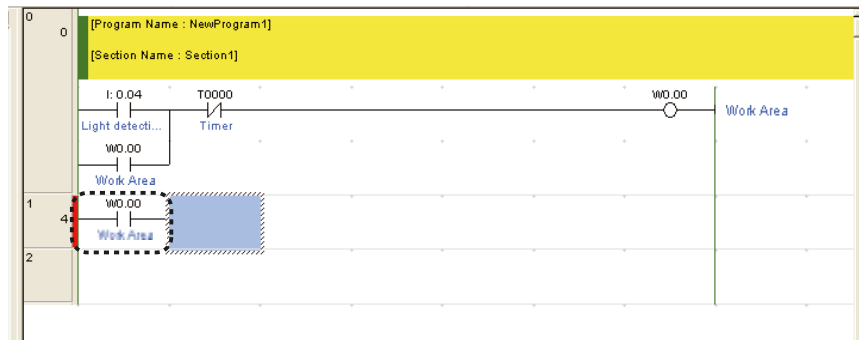 0
0
[Program Name : NewProgram1]
[Section Name : Section1]
I: 0.04
T0000
W0.00
Light detecti...
Timer
Work Area
W0.00
Work Area
1
4
W0.00
Work Area
2